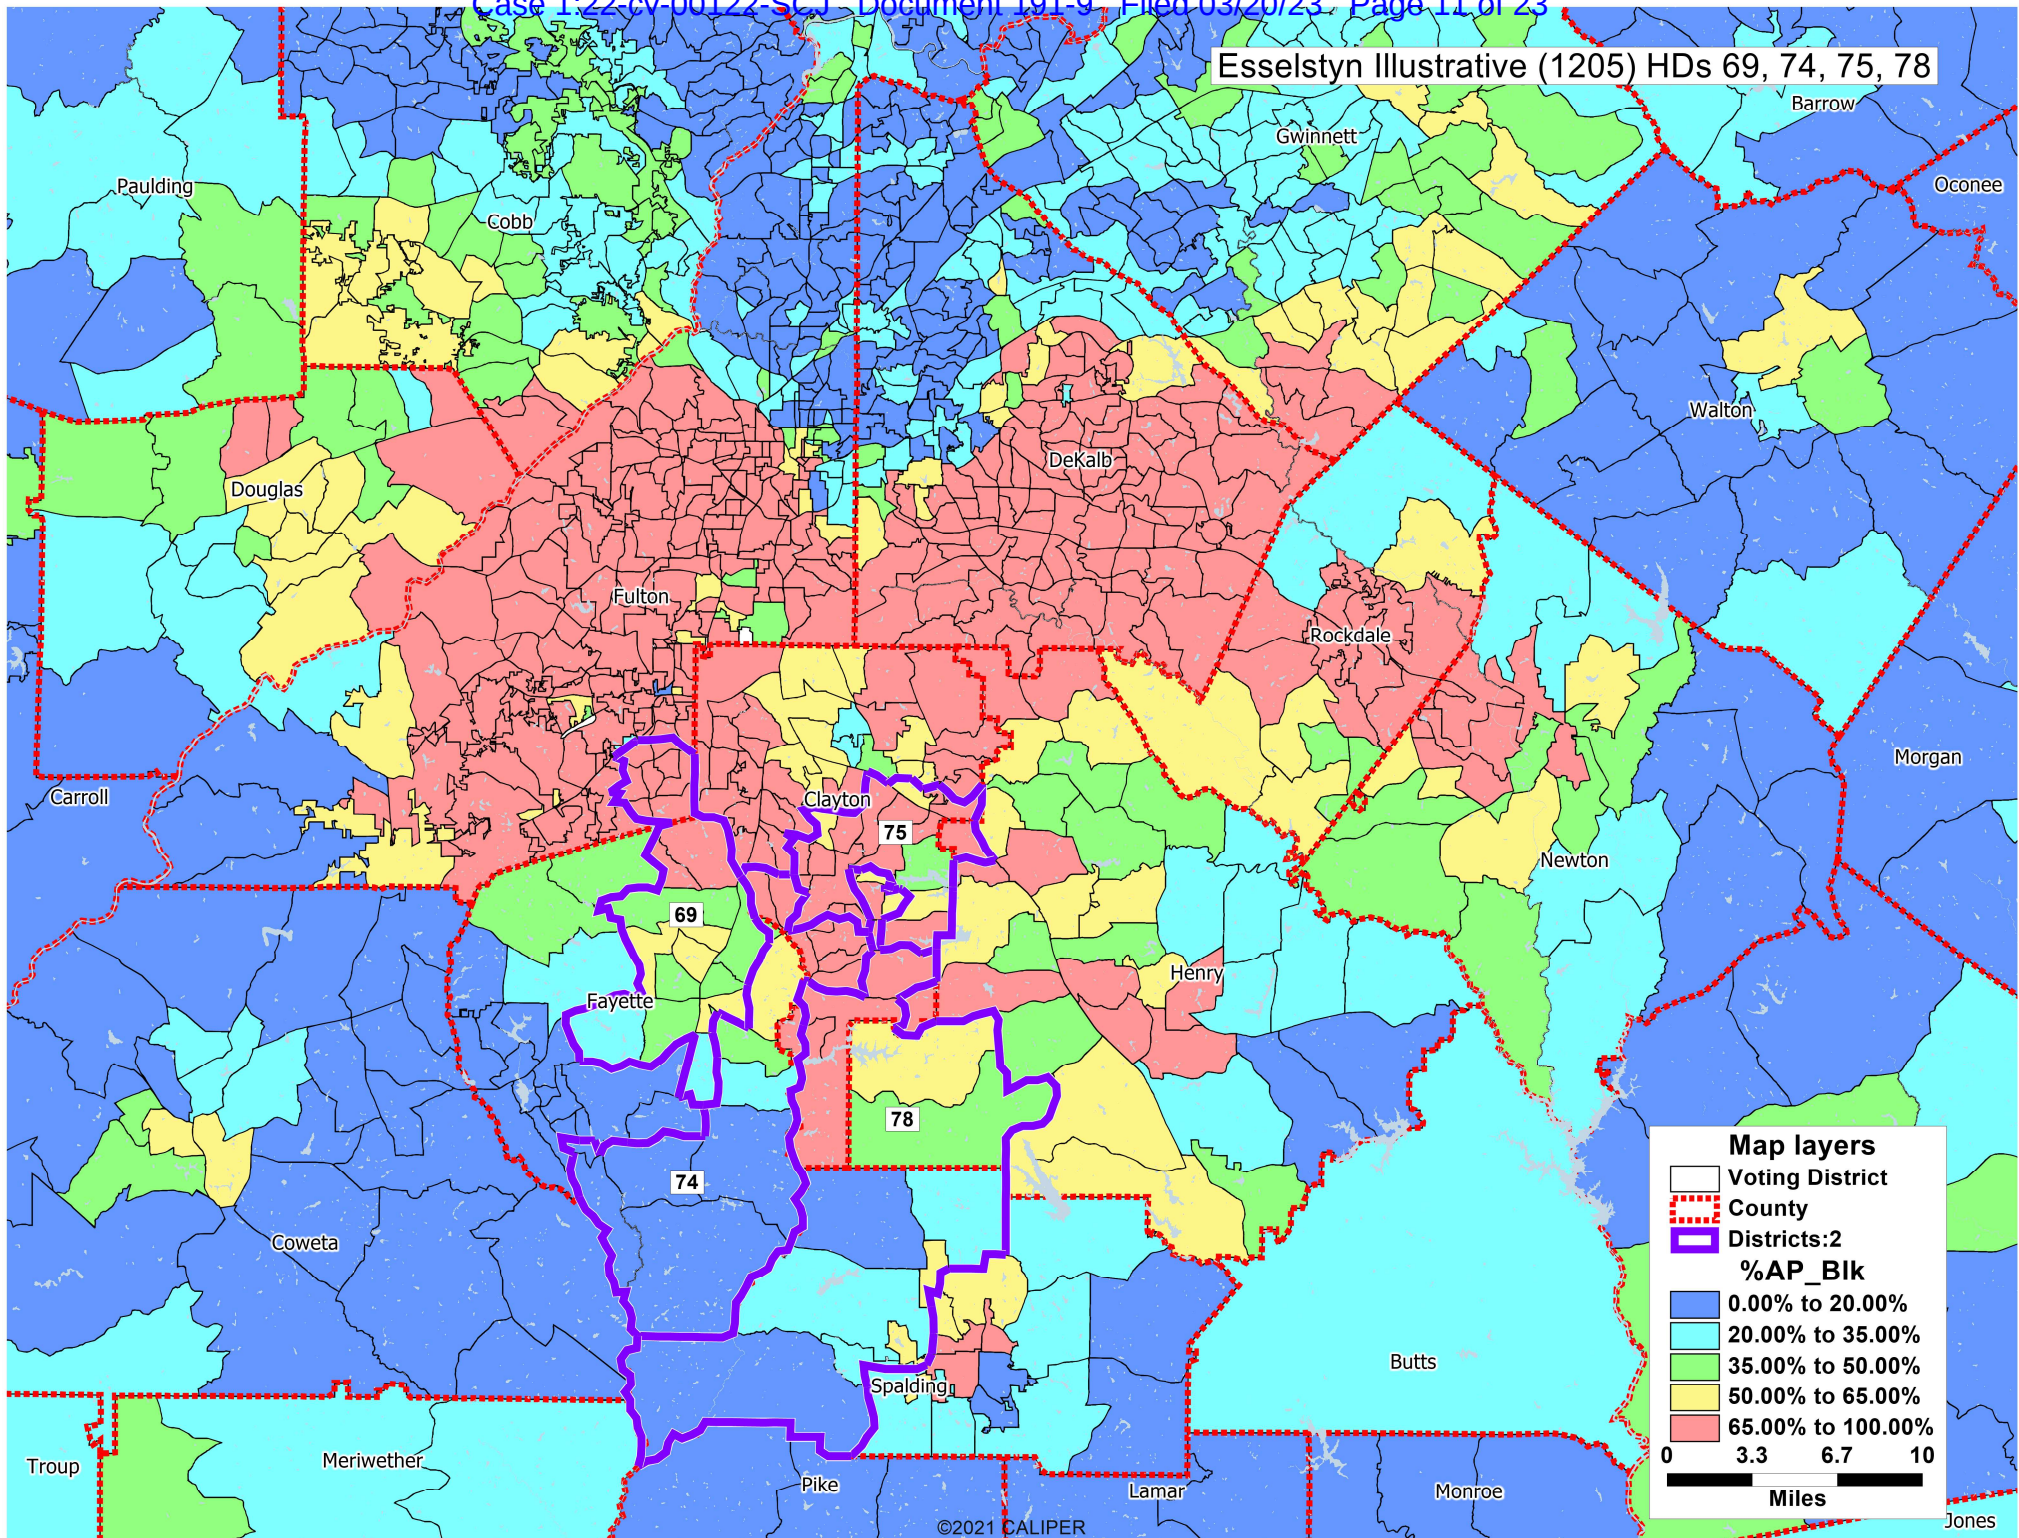 Case 1:22-cv-00122-SCJ Document 191-9 Filed 03/20/23 Page 11 of 23
Esselstyn Illustrative (1205) HDs 69, 74, 75, 78
Barrow
Gwinnett
Oconee
Paulding
Cobb
Walton
DeKalb
Douglas
Fulton
Rockdale
Morgan
Carroll
Clayton
75
Newton
69
Henry
Fayette
78
74
Coweta
Butts
Spalding
Troup
Meriwether
Pike
Lamar
Monroe
Jones
Map layers
Voting District
County
Districts:2
%AP_Blk
0.00% to 20.00%
20.00% to 35.00%
35.00% to 50.00%
50.00% to 65.00%
65.00% to 100.00%
0 3.3 6.7 10
Miles
©2021 CALIPER